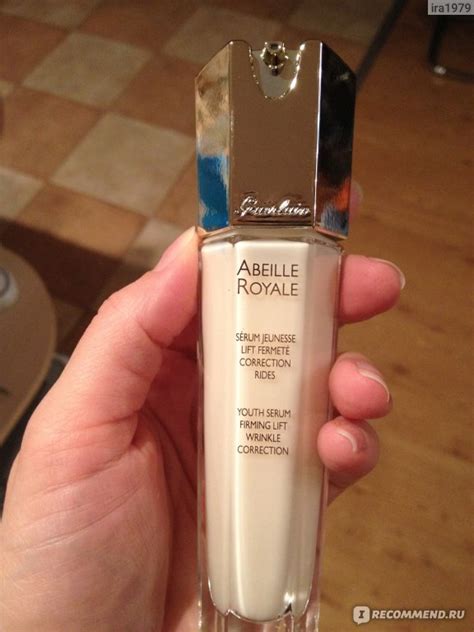 ira1979
Guerlain
ABEILLE
ROYALE
SÉRUM JEUNESSE
LIFT FERMETÉ
CORRECTION
RIDES
YOUTH SERUM
FIRMING LIFT
WRINKLE
CORRECTION
I RECOMMEND.RU